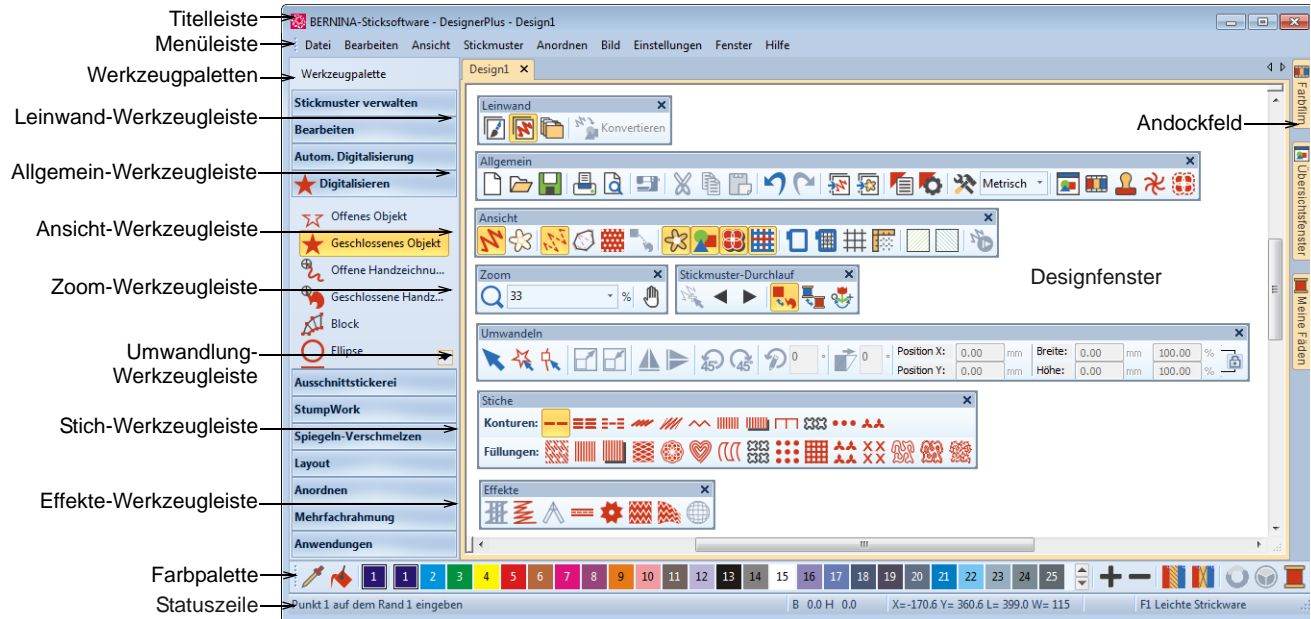 Titelleiste
BERNINA-Sticksoftware - DesignerPlus - Design1
Menüleiste
Datei Bearbeiten Ansicht Stickmuster Anordnen Bild Einstellungen Fenster Hilfe
Werkzeugpaletten
Werkzeugpalette
Design1
Leinwand-Werkzeugleiste
Stickmuster verwalten
Bearbeiten
Autom. Digitalisierung
Digitalisieren
Offenes Objekt
Geschlossenes Objekt
Offene Handzeichnu...
Geschlossene Handz...
Block
Ellipse
Ausschnittstickerei
StumpWork
Spiegeln-Verschmelzen
Layout
Anordnen
Mehrfachrahmung
Anwendungen
Leinwand
Konvertieren
Andockfeld
Farbfilm
Übersichtsfenster
Meine Fäden
Allgemein-Werkzeugleiste
Allgemein
Metrisch
Ansicht-Werkzeugleiste
Ansicht
Zoom-Werkzeugleiste
Zoom
33 %
Stickmuster-Durchlauf
Designfenster
Umwandlung-
Werkzeugleiste
Umwandeln
45° 45° 0 ° 0 °
Position X: 0.00 mm Breite: 0.00 mm 100.00 %
Position Y: 0.00 mm Höhe: 0.00 mm 100.00 %
Stich-Werkzeugleiste
Stiche
Konturen:
Füllungen:
Effekte-Werkzeugleiste
Effekte
Farbpalette
1 1 2 3 4 5 6 7 8 9 10 11 12 13 14 15 16 17 18 19 20 21 22 23 24 25
Statuszeile
Punkt 1 auf dem Rand 1 eingeben
B 0.0 H 0.0 X=-170.6 Y= 360.6 L= 399.0 W= 115 F1 Leichte Strickware